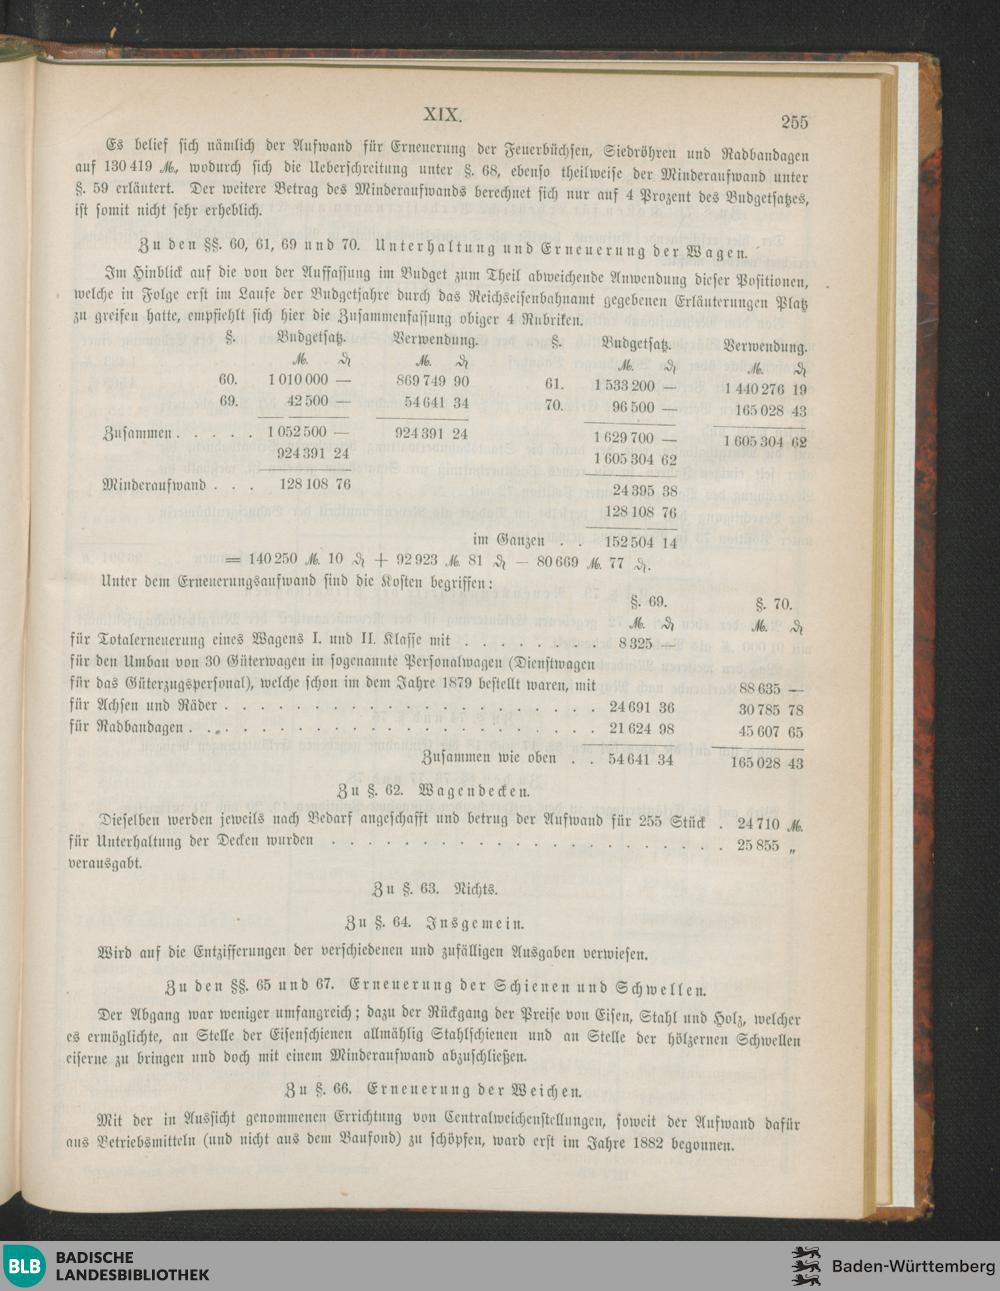 XIX. 255
Es belief sich nämlich der Aufwand für Erneuerung der Feuerbüchsen, Siedröhren und Radbandagen
auf 130 419 M., wodurch sich die Ueberschreitung unter §. 68, ebenso theilweise der Minderaufwand unter
§. 59 erläutert. Der weitere Betrag des Minderaufwands berechnet sich nur auf 4 Prozent des Budgetsatzes,
ist somit nicht sehr erheblich.
Zu den §§. 60, 61, 69 und 70. Unterhaltung und Erneuerung der Wagen.
Im Hinblick auf die von der Auffassung im Budget zum Theil abweichende Anwendung dieser Positionen,
welche in Folge erst im Laufe der Budgetjahre durch das Reichseisenbahnamt gegebenen Erläuterungen Platz
zu greifen hatte, empfiehlt sich hier die Zusammenfassung obiger 4 Rubriken.
§. Budgetsatz. Verwendung. §. Budgetsatz. Verwendung.
M. ₰ M. ₰ M. ₰ M. ₰
60. 1 010 000 — 869 749 90 61. 1 533 200 — 1 440 276 19
69. 42 500 — 54 641 34 70. 96 500 — 165 028 43
Zusammen . . . . . 1 052 500 — 924 391 24 1 629 700 — 1 605 304 62
924 391 24 1 605 304 62
Minderaufwand . . . 128 108 76 24 395 38
128 108 76
im Ganzen . . 152 504 14
= 140 250 M. 10 ₰ + 92 923 M. 81 ₰ — 80 669 M. 77 ₰.
Unter dem Erneuerungsaufwand sind die Kosten begriffen:
§. 69. §. 70.
M. ₰ M. ₰
für Totalerneuerung eines Wagens I. und II. Klasse mit . . . . . . . . 8 325 —
für den Umbau von 30 Güterwagen in sogenannte Personalwagen (Dienstwagen
für das Güterzugspersonal), welche schon im dem Jahre 1879 bestellt waren, mit 88 635 —
für Achsen und Räder . . . . . . . . . . . . . . . . . . . . 24 691 36 30 785 78
für Radbandagen . . . . . . . . . . . . . . . . . . . . . . 21 624 98 45 607 65
Zusammen wie oben . . 54 641 34 165 028 43
Zu §. 62. Wagendecken.
Dieselben werden jeweils nach Bedarf angeschafft und betrug der Aufwand für 255 Stück . 24 710 M.
für Unterhaltung der Decken wurden . . . . . . . . . . . . . . . . . . . . . 25 855 „
verausgabt.
Zu §. 63. Nichts.
Zu §. 64. Insgemein.
Wird auf die Entzifferungen der verschiedenen und zufälligen Ausgaben verwiesen.
Zu den §§. 65 und 67. Erneuerung der Schienen und Schwellen.
Der Abgang war weniger umfangreich; dazu der Rückgang der Preise von Eisen, Stahl und Holz, welcher
es ermöglichte, an Stelle der Eisenschienen allmählig Stahlschienen und an Stelle der hölzernen Schwellen
eiserne zu bringen und doch mit einem Minderaufwand abzuschließen.
Zu §. 66. Erneuerung der Weichen.
Mit der in Aussicht genommenen Errichtung von Centralweichenstellungen, soweit der Aufwand dafür
aus Betriebsmitteln (und nicht aus dem Baufond) zu schöpfen, ward erst im Jahre 1882 begonnen.
BLB BADISCHE
LANDESBIBLIOTHEK
Baden-Württemberg